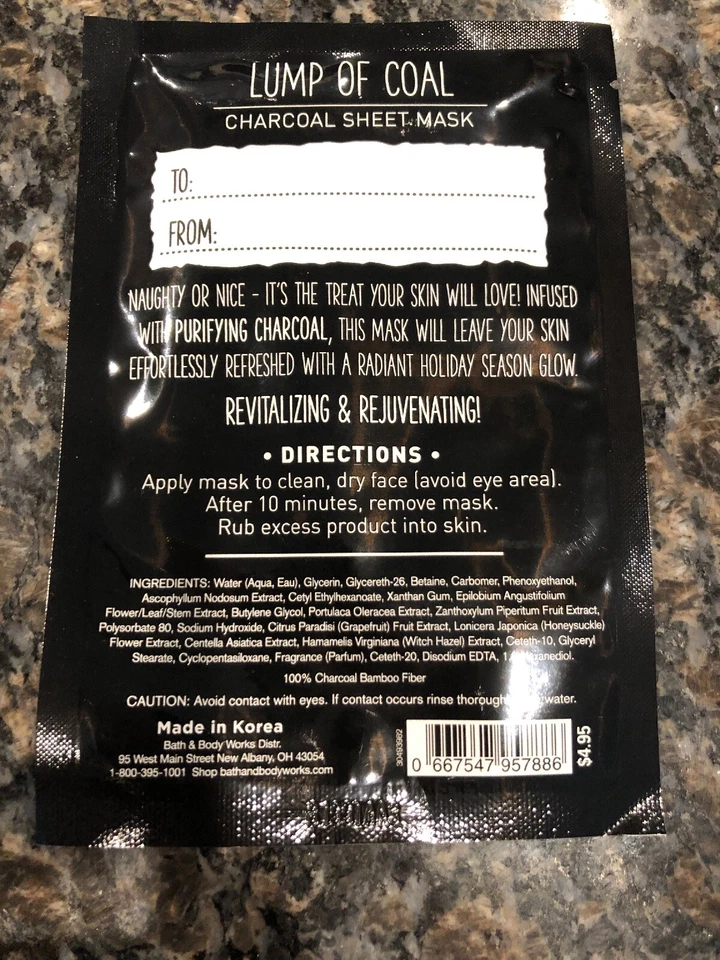 LUMP OF COAL
CHARCOAL SHEET MASK
TO:
FROM:
NAUGHTY OR NICE - IT'S THE TREAT YOUR SKIN WILL LOVE! INFUSED
WITH PURIFYING CHARCOAL, THIS MASK WILL LEAVE YOUR SKIN
EFFORTLESSLY REFRESHED WITH A RADIANT HOLIDAY SEASON GLOW.
REVITALIZING & REJUVENATING!
• DIRECTIONS •
Apply mask to clean, dry face (avoid eye area).
After 10 minutes, remove mask.
Rub excess product into skin.
INGREDIENTS: Water (Aqua, Eau), Glycerin, Glycereth-26, Betaine, Carbomer, Phenoxyethanol,
Ascophyllum Nodosum Extract, Cetyl Ethylhexanoate, Xanthan Gum, Epilobium Angustifolium
Flower/Leaf/Stem Extract, Butylene Glycol, Portulaca Oleracea Extract, Zanthoxylum Piperitum Fruit Extract,
Polysorbate 80, Sodium Hydroxide, Citrus Paradisi (Grapefruit) Fruit Extract, Lonicera Japonica (Honeysuckle)
Flower Extract, Centella Asiatica Extract, Hamamelis Virginiana (Witch Hazel) Extract, Ceteth-10, Glyceryl
Stearate, Cyclopentasiloxane, Fragrance (Parfum), Ceteth-20, Disodium EDTA,
100% Charcoal Bamboo Fiber
CAUTION: Avoid contact with eyes. If contact occurs rinse water.
Made in Korea
Bath & Body Works Distr.
95 West Main Street New Albany, OH 43054
1-800-395-1001 Shop bathandbodyworks.com
30493982
0 667547 957886
$4.95